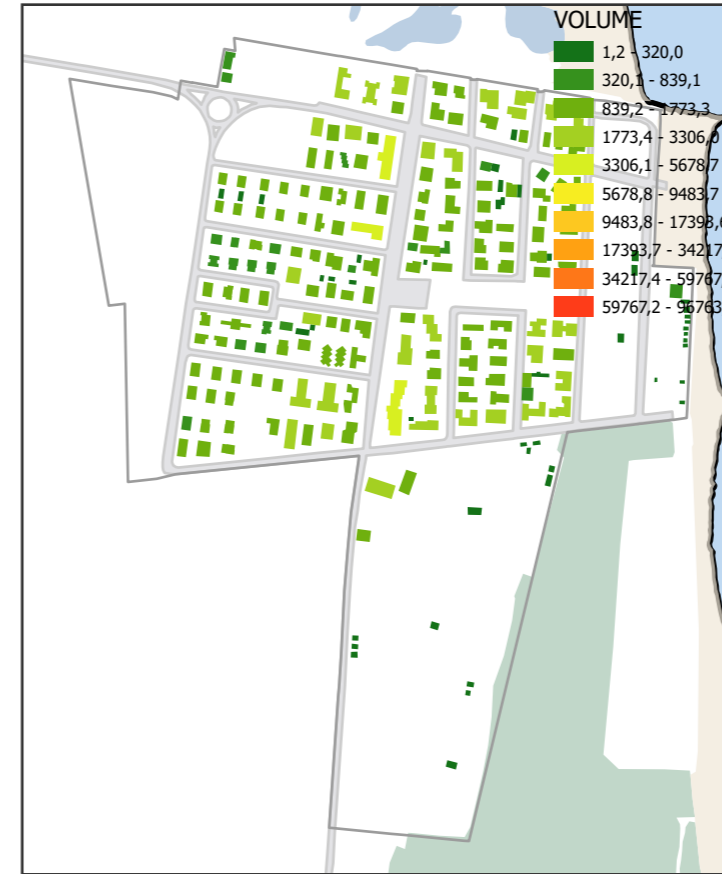 VOLUME
1,2 - 320,0
320,1 - 839,1
839,2 - 1773,3
1773,4 - 3306,0
3306,1 - 5678,7
5678,8 - 9483,7
9483,8 - 17393,6
17393,7 - 34217
34217,4 - 59767,
59767,2 - 96763